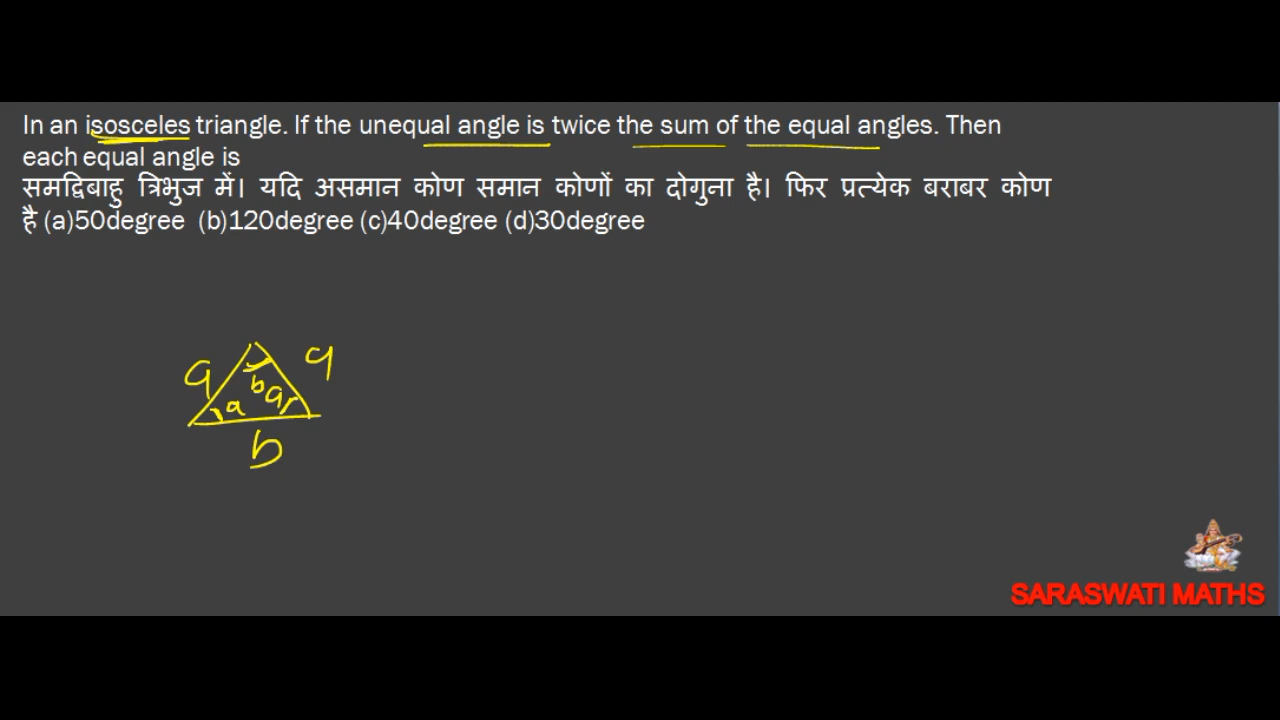 In an isosceles triangle. If the unequal angle is twice the sum of the equal angles. Then
each equal angle is
समद्विबाहु त्रिभुज में। यदि असमान कोण समान कोणों का दोगुना है। फिर प्रत्येक बराबर कोण
है (a)50degree (b)120degree (c)40degree (d)30degree
a a
b a
a
b
SARASWATI MATHS